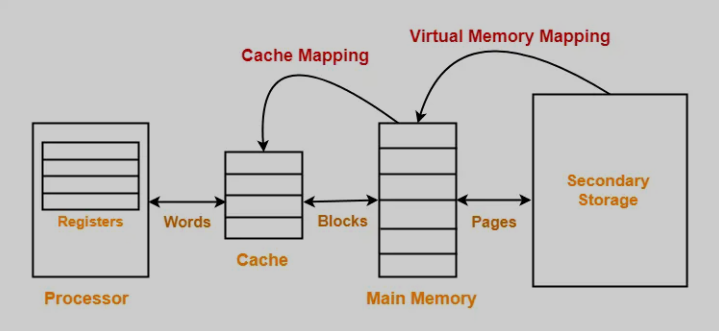 Virtual Memory Mapping
Cache Mapping
Secondary
Storage
Registers
Words
Blocks
Pages
Cache
Processor
Main Memory